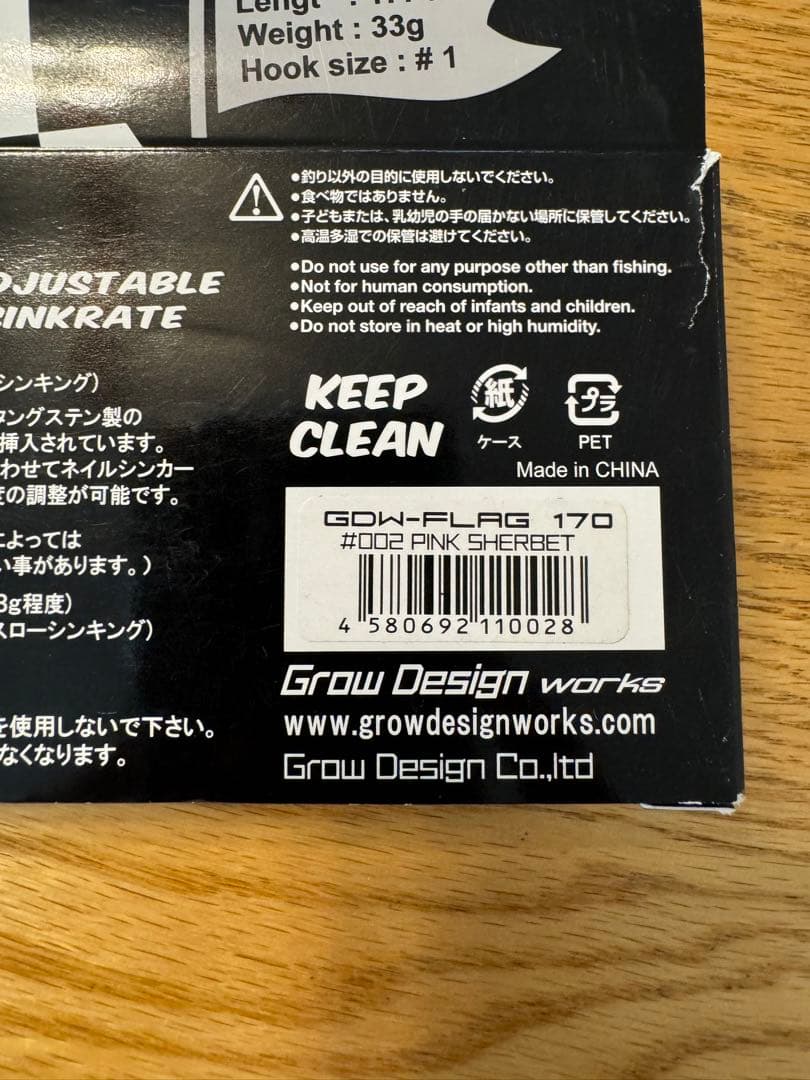 Weight : 33g
Hook size : # 1
●釣り以外の目的に使用しないでください。
●食べ物ではありません。
●子どもまたは、乳幼児の手の届かない場所に保管してください。
●高温多湿での保管は避けてください。
●Do not use for any purpose other than fishing.
●Not for human consumption.
●Keep out of reach of infants and children.
●Do not store in heat or high humidity.
DJUSTABLE
SINKRATE
シンキング)
タングステン製の
挿入されています。
わせてネイルシンカー
度の調整が可能です。
によっては
い事があります。)
3g程度)
スローシンキング)
を使用しないで下さい。
なくなります。
KEEP
CLEAN
紙
ケース
プラ
PET
Made in CHINA
GDW-FLAG 170
#002 PINK SHERBET
4 580692 110028
Grow Design works
www.growdesignworks.com
Grow Design Co.,ltd